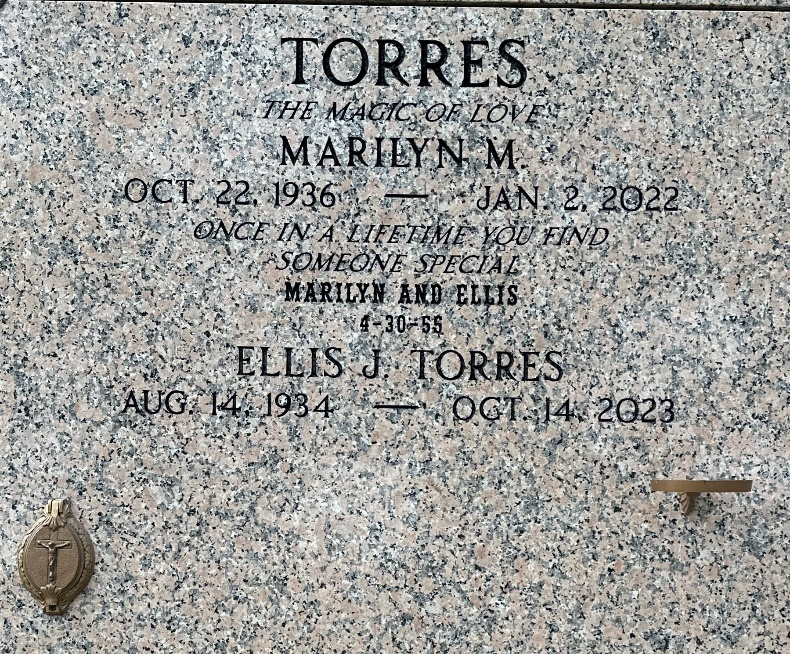 TORRES
THE MAGIC OF LOVE
MARILYN M.
OCT. 22, 1936 — JAN. 2, 2022
ONCE IN A LIFETIME YOU FIND
SOMEONE SPECIAL
MARILYN AND ELLIS
4-30-55
ELLIS J. TORRES
AUG. 14, 1934 — OCT. 14, 2023